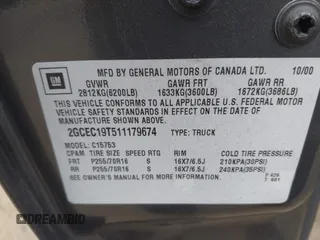 MFD BY GENERAL MOTORS OF CANADA LTD. 10/00
GM
GVWR GAWR FRT GAWR RR
2812KG(6200LB) 1633KG(3600LB) 1672KG(3686LB)
THIS VEHICLE CONFORMS TO ALL APPLICABLE U.S. FEDERAL
MOTOR VEHICLE SAFETY STANDARDS IN EFFECT ON THE DATE OF
MANUFACTURE SHOWN ABOVE.
2GCEC19T511179674 TYPE: TRUCK
MODEL: C15753
CPAM TIRE SIZE SPEED RTG RIM COLD TIRE PRESSURE
FRT P255/70R16 S 16X7/6.5J 210KPA(30PSI)
RR P255/70R16 S 16X7/6.5J 240KPA(35PSI)
SEE OWNER'S MANUAL FOR MORE INFORMATION.
DriveandBid.com